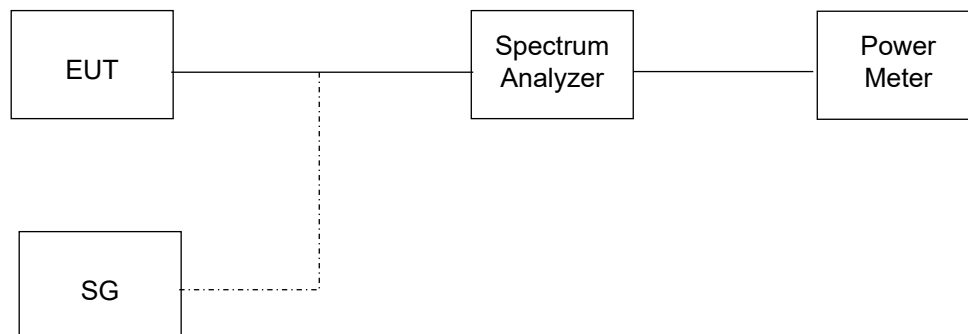 EUT
Spectrum
Analyzer
Power
Meter
SG